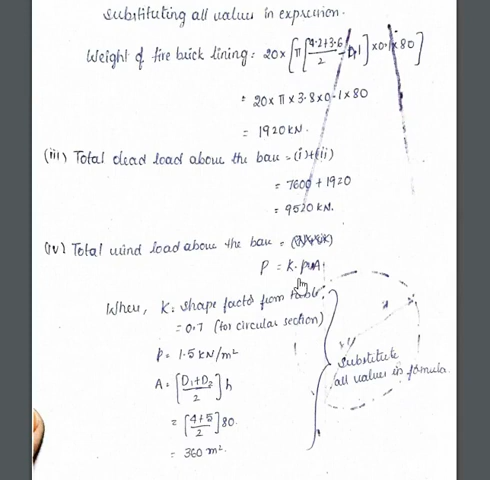 substituting all values in expression.
Weight of fire brick lining = 20 × [π [4.2+3.6/2 - 0.1] × 0.1 × 80]
= 20 × π × 3.8 × 0.1 × 80
= 1920 kN.
(iii) Total dead load above the base = (i)+(ii)
= 7600 + 1920
= 9520 kN.
(iv) Total wind load above the base =
P = K.p.A
Where, K = shape factor from table.
= 0.7 (for circular section)
P = 1.5 kN/m²
A = [D₁+D₂/2] h
= [4+5/2] 80
= 360 m².
substitute
all values in formula.